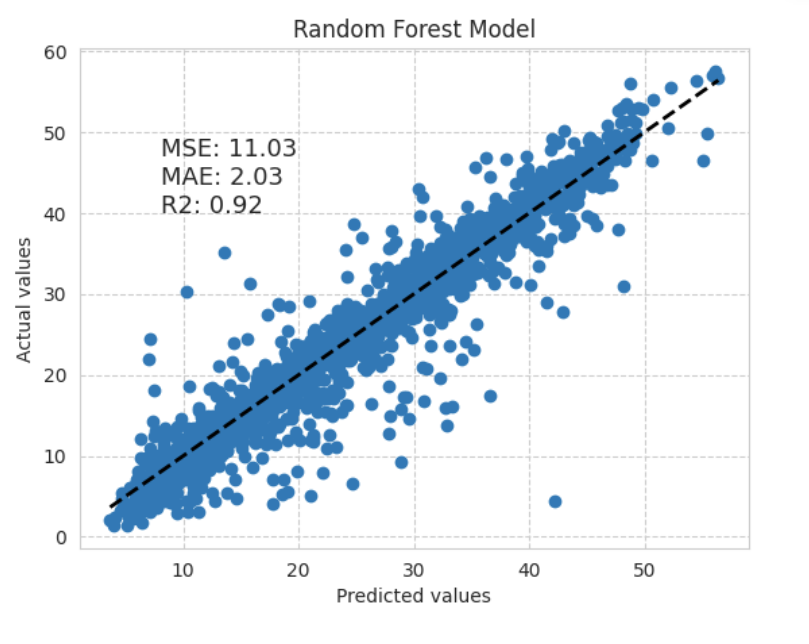 Random Forest Model
60
50
40
30
20
10
0
MSE: 11.03
MAE: 2.03
R2: 0.92
Actual values
10 20 30 40 50
Predicted values